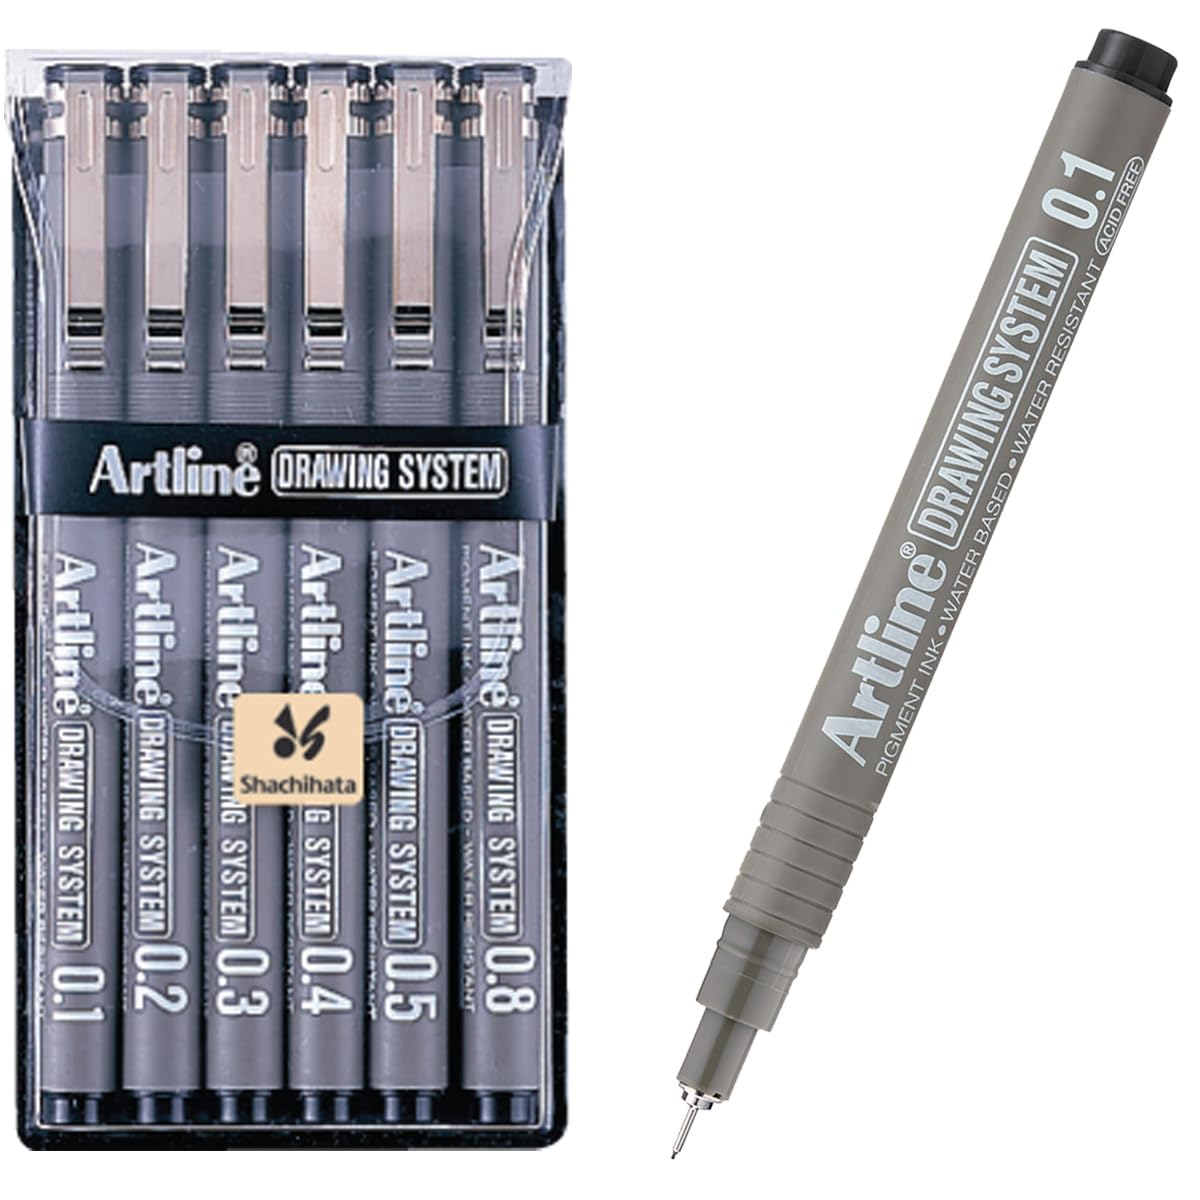 Artline® DRAWING SYSTEM
Artline DRAWING SYSTEM 0.1
Artline DRAWING SYSTEM 0.2
Artline DRAWING SYSTEM 0.3
Artline DRAWING SYSTEM 0.4
Artline DRAWING SYSTEM 0.5
Artline DRAWING SYSTEM 0.8
Shachihata
Artline® DRAWING SYSTEM 0.1
PIGMENT INK • WATER BASED • WATER RESISTANT ACID FREE